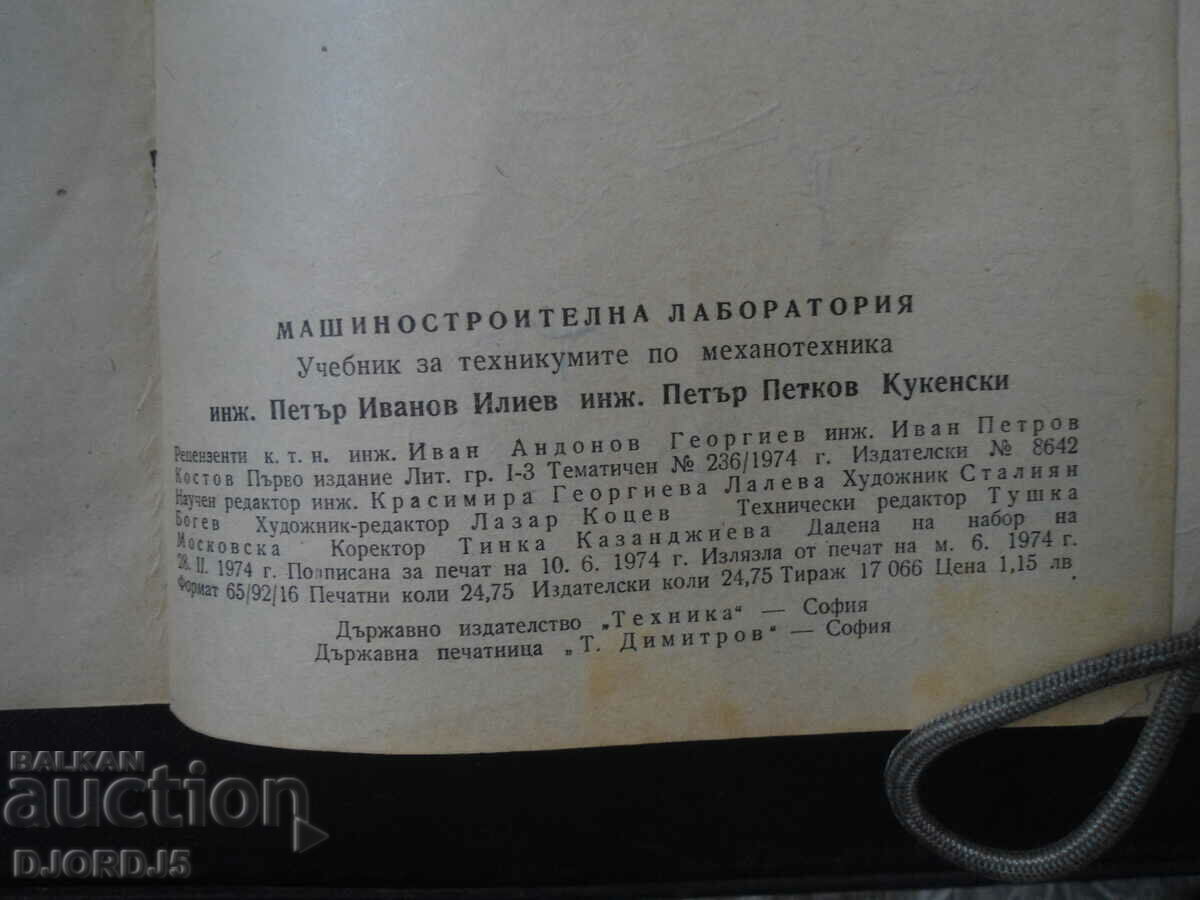 МАШИНОСТРОИТЕЛНА ЛАБОРАТОРИЯ
Учебник за техникумите по механотехника
инж. Петър Иванов Илиев инж. Петър Петков Кукенски
Рецензенти к. т. н. инж. Иван Андонов Георгиев инж. Иван Петров
Костов Първо издание Лит. гр. I-3 Тематичен № 236/1974 г. Издателски № 8642
Научен редактор инж. Красимира Георгиева Лалева Художник Сталиян
Богев Художник-редактор Лазар Коцев Технически редактор Тушка
Московска Коректор Тинка Казанджиева Дадена на набор на
28. II. 1974 г. Подписана за печат на 10. 6. 1974 г. Излязла от печат на м. 6. 1974 г.
Формат 65/92/16 Печатни коли 24,75 Издателски коли 24,75 Тираж 17 066 Цена 1,15 лв
Държавно издателство „Техника“ — София
Държавна печатница „Т. Димитров“ — София
BALKAN
auction
DJORDJ5